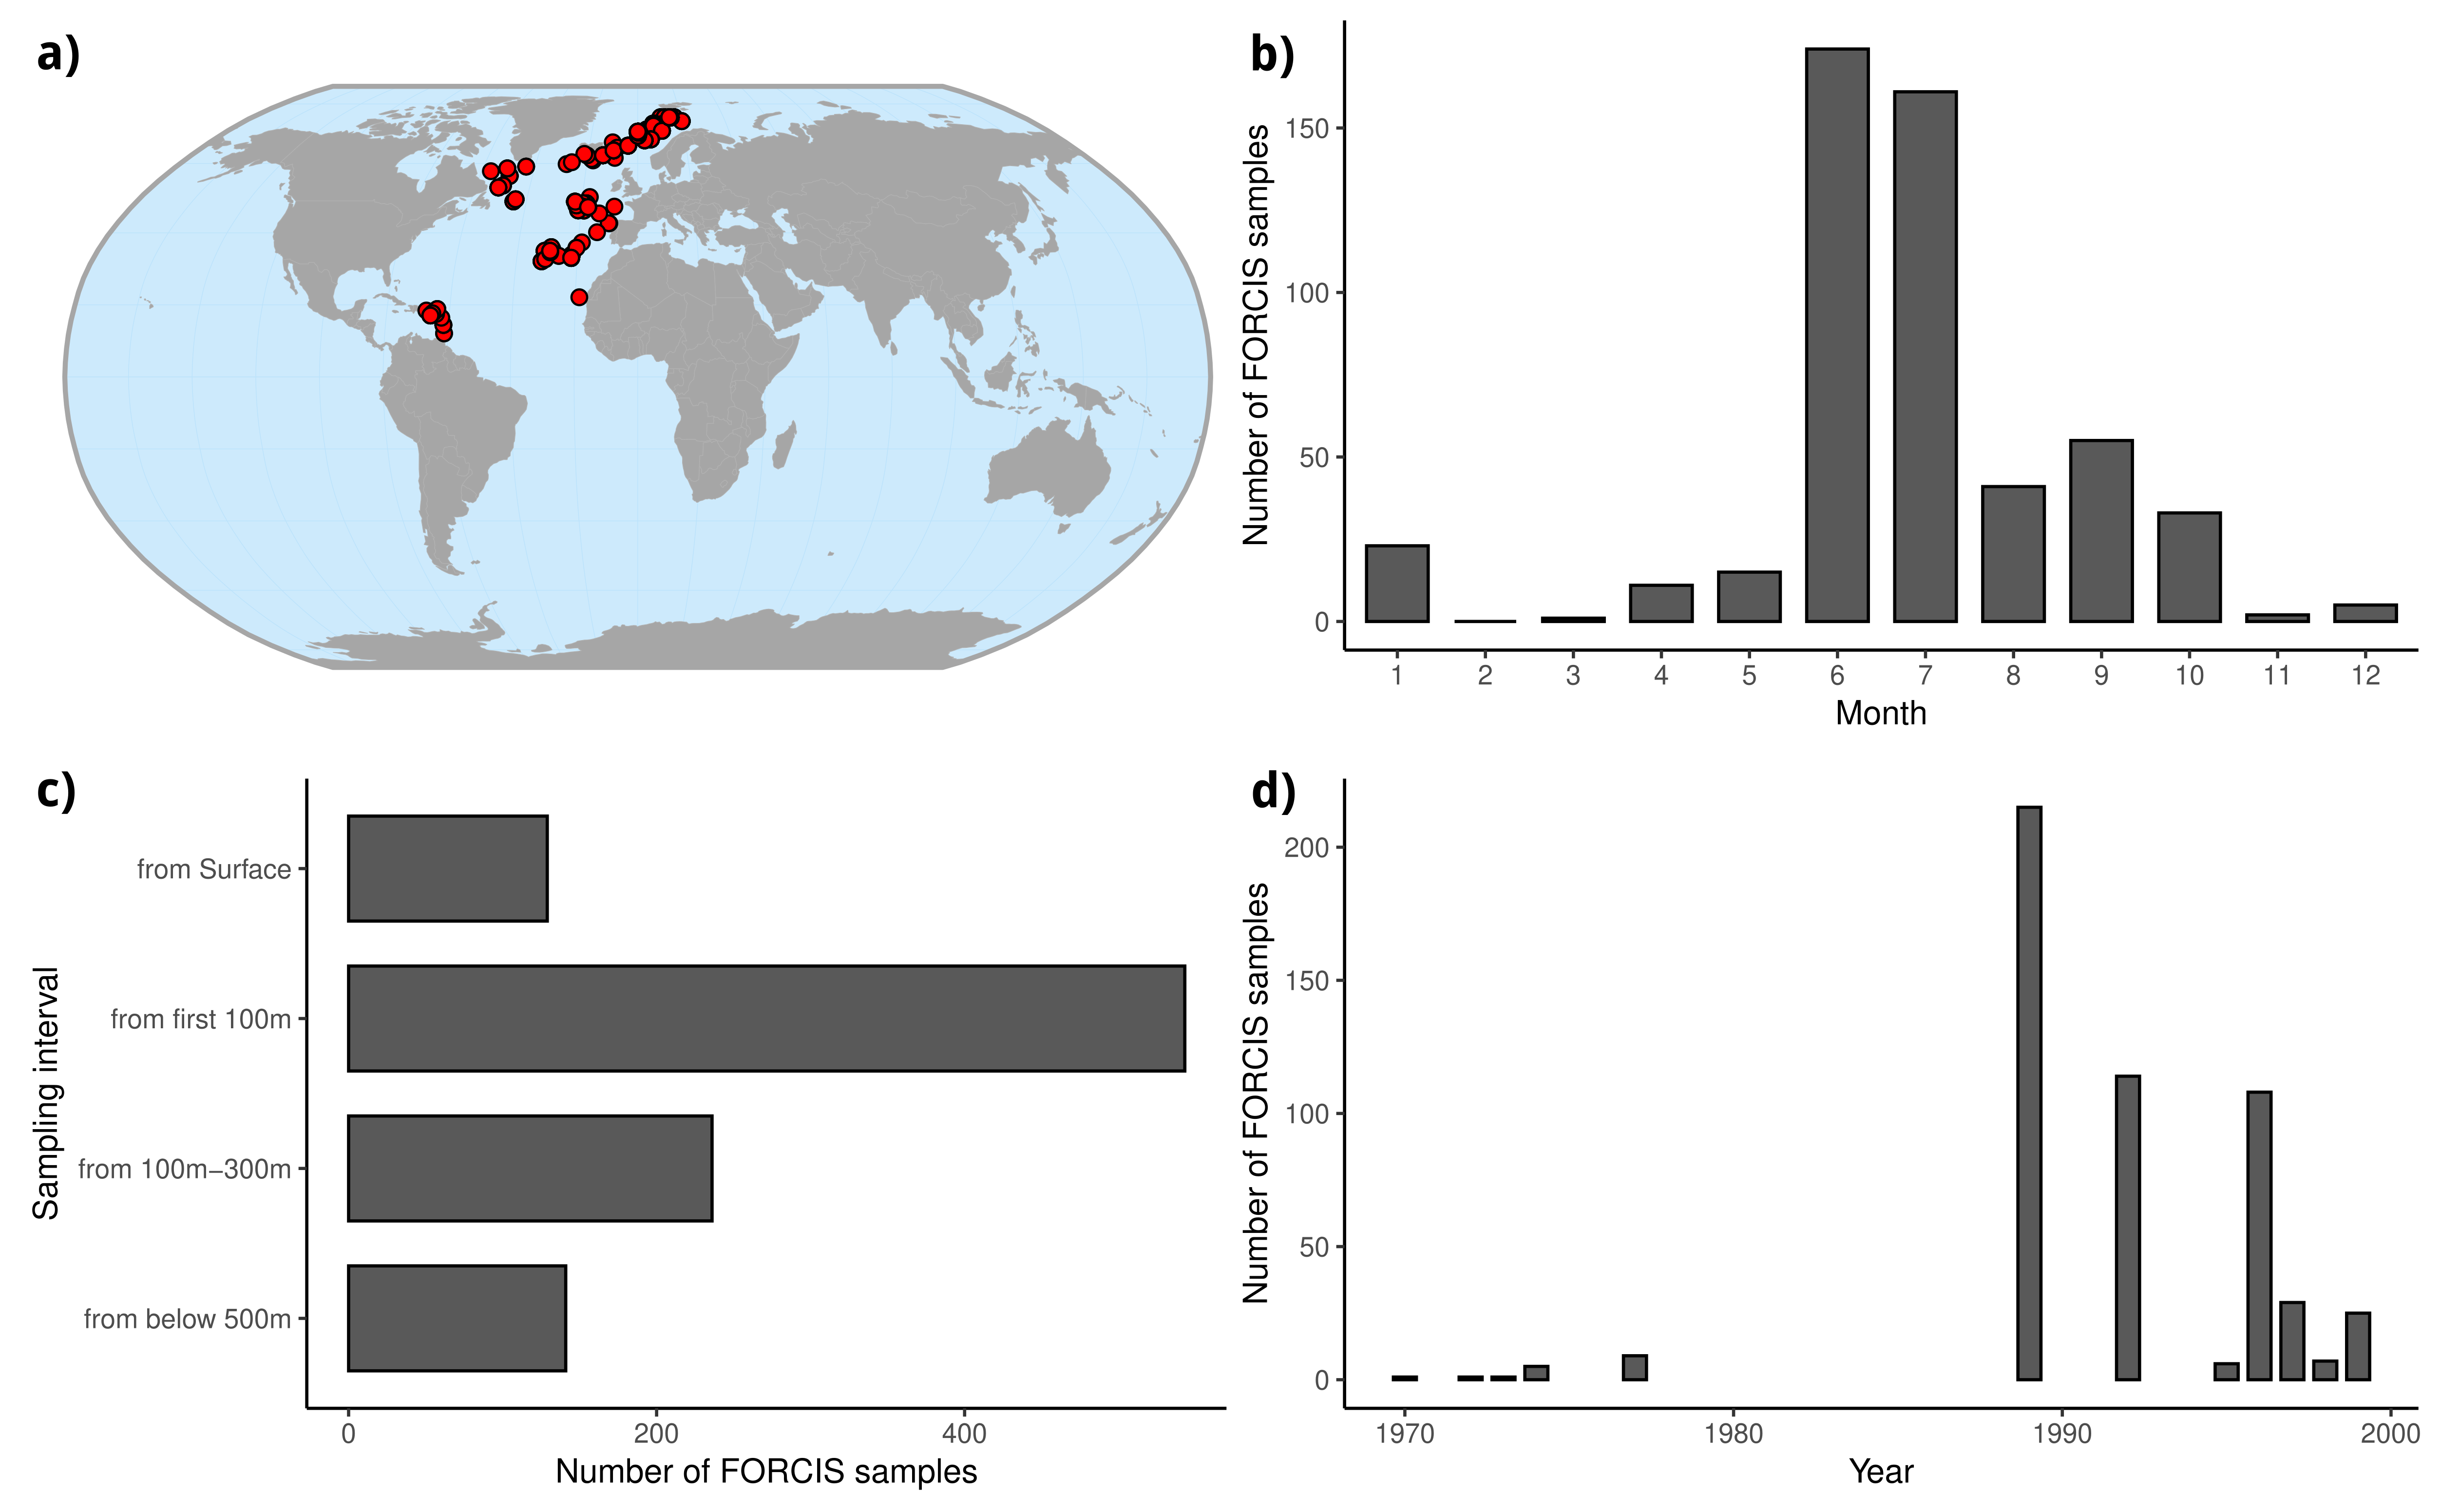 a)
b)
Number of FORCIS samples
150
100
50
0
1 2 3 4 5 6 7 8 9 10 11 12
Month
c)
Sampling interval
from Surface
from first 100m
from 100m−300m
from below 500m
0 200 400
Number of FORCIS samples
d)
Number of FORCIS samples
200
150
100
50
0
1970 1980 1990 2000
Year